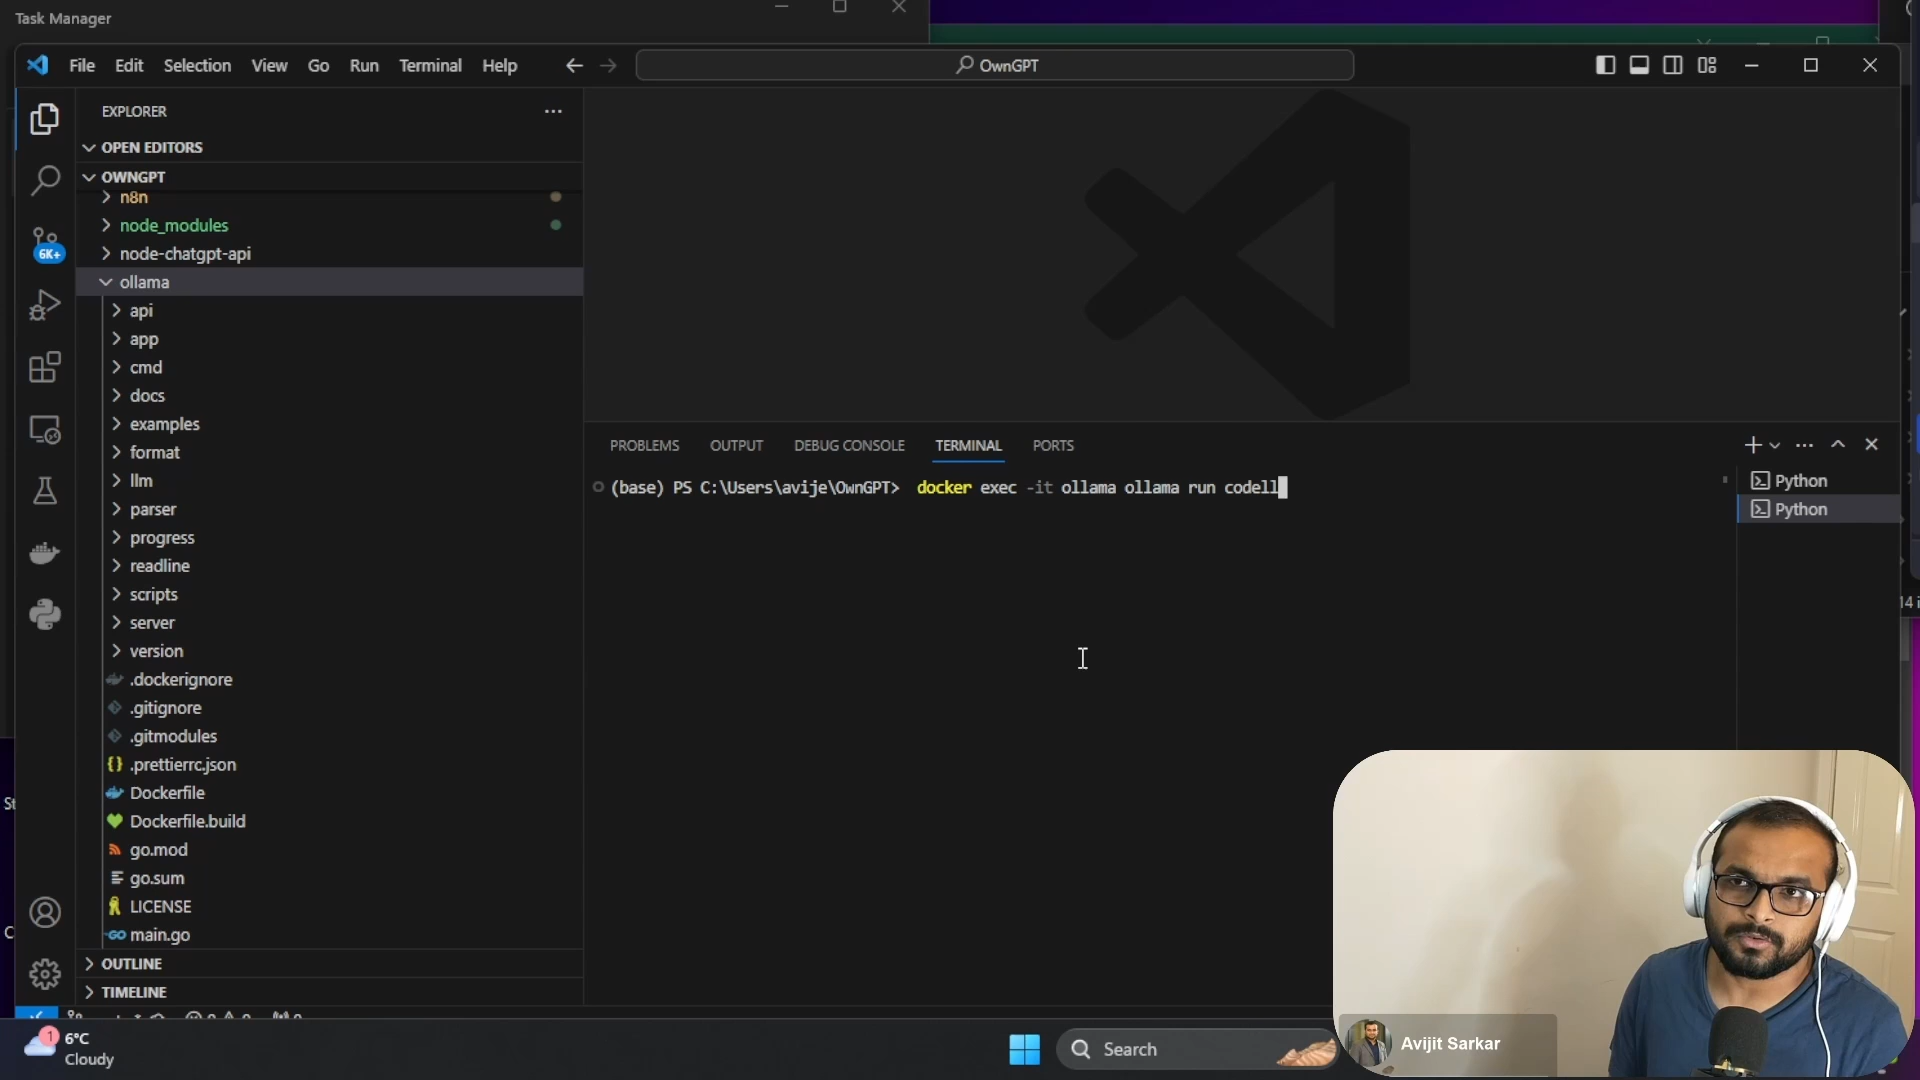 Task Manager
File Edit Selection View Go Run Terminal Help
OwnGPT
EXPLORER
OPEN EDITORS
OWNGPT
n8n
node_modules
node-chatgpt-api
ollama
api
app
cmd
docs
examples
format
llm
parser
progress
readline
scripts
server
version
.dockerignore
.gitignore
.gitmodules
{} .prettierrc.json
Dockerfile
Dockerfile.build
go.mod
go.sum
LICENSE
GO main.go
OUTLINE
TIMELINE
6K+
PROBLEMS OUTPUT DEBUG CONSOLE TERMINAL PORTS
(base) PS C:\Users\avije\OwnGPT> docker exec -it ollama ollama run codell
Python
Python
14 i
St
C
1
6°C
Cloudy
Search
Avijit Sarkar